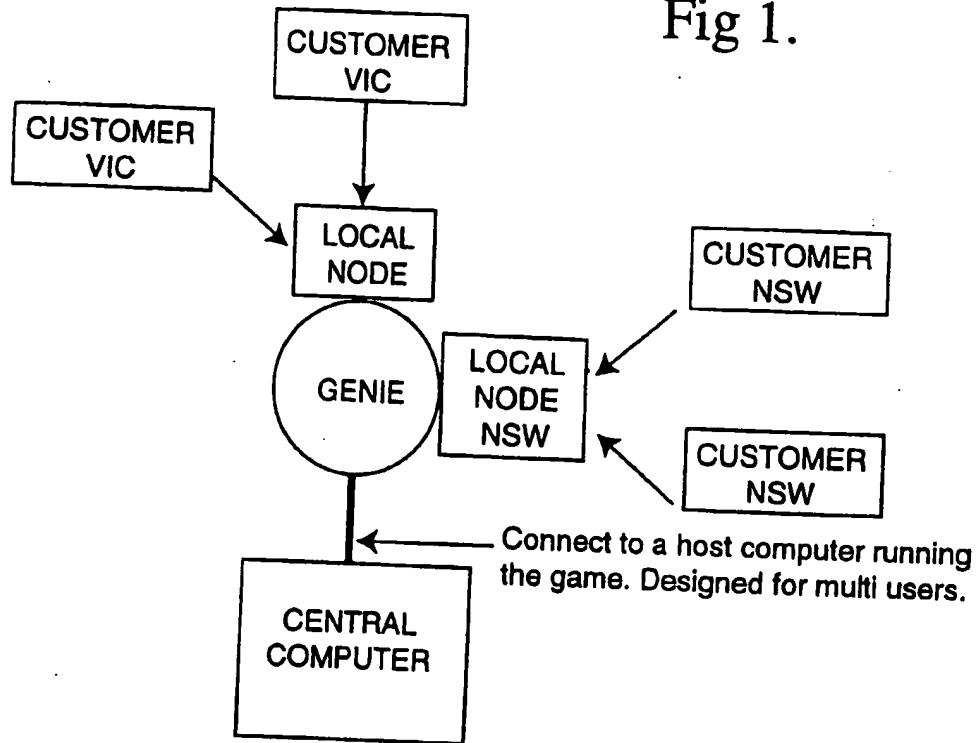 Fig 1.
CUSTOMER
VIC
CUSTOMER
VIC
LOCAL
NODE
CUSTOMER
NSW
GENIE
LOCAL
NODE
NSW
CUSTOMER
NSW
Connect to a host computer running
the game. Designed for multi users.
CENTRAL
COMPUTER